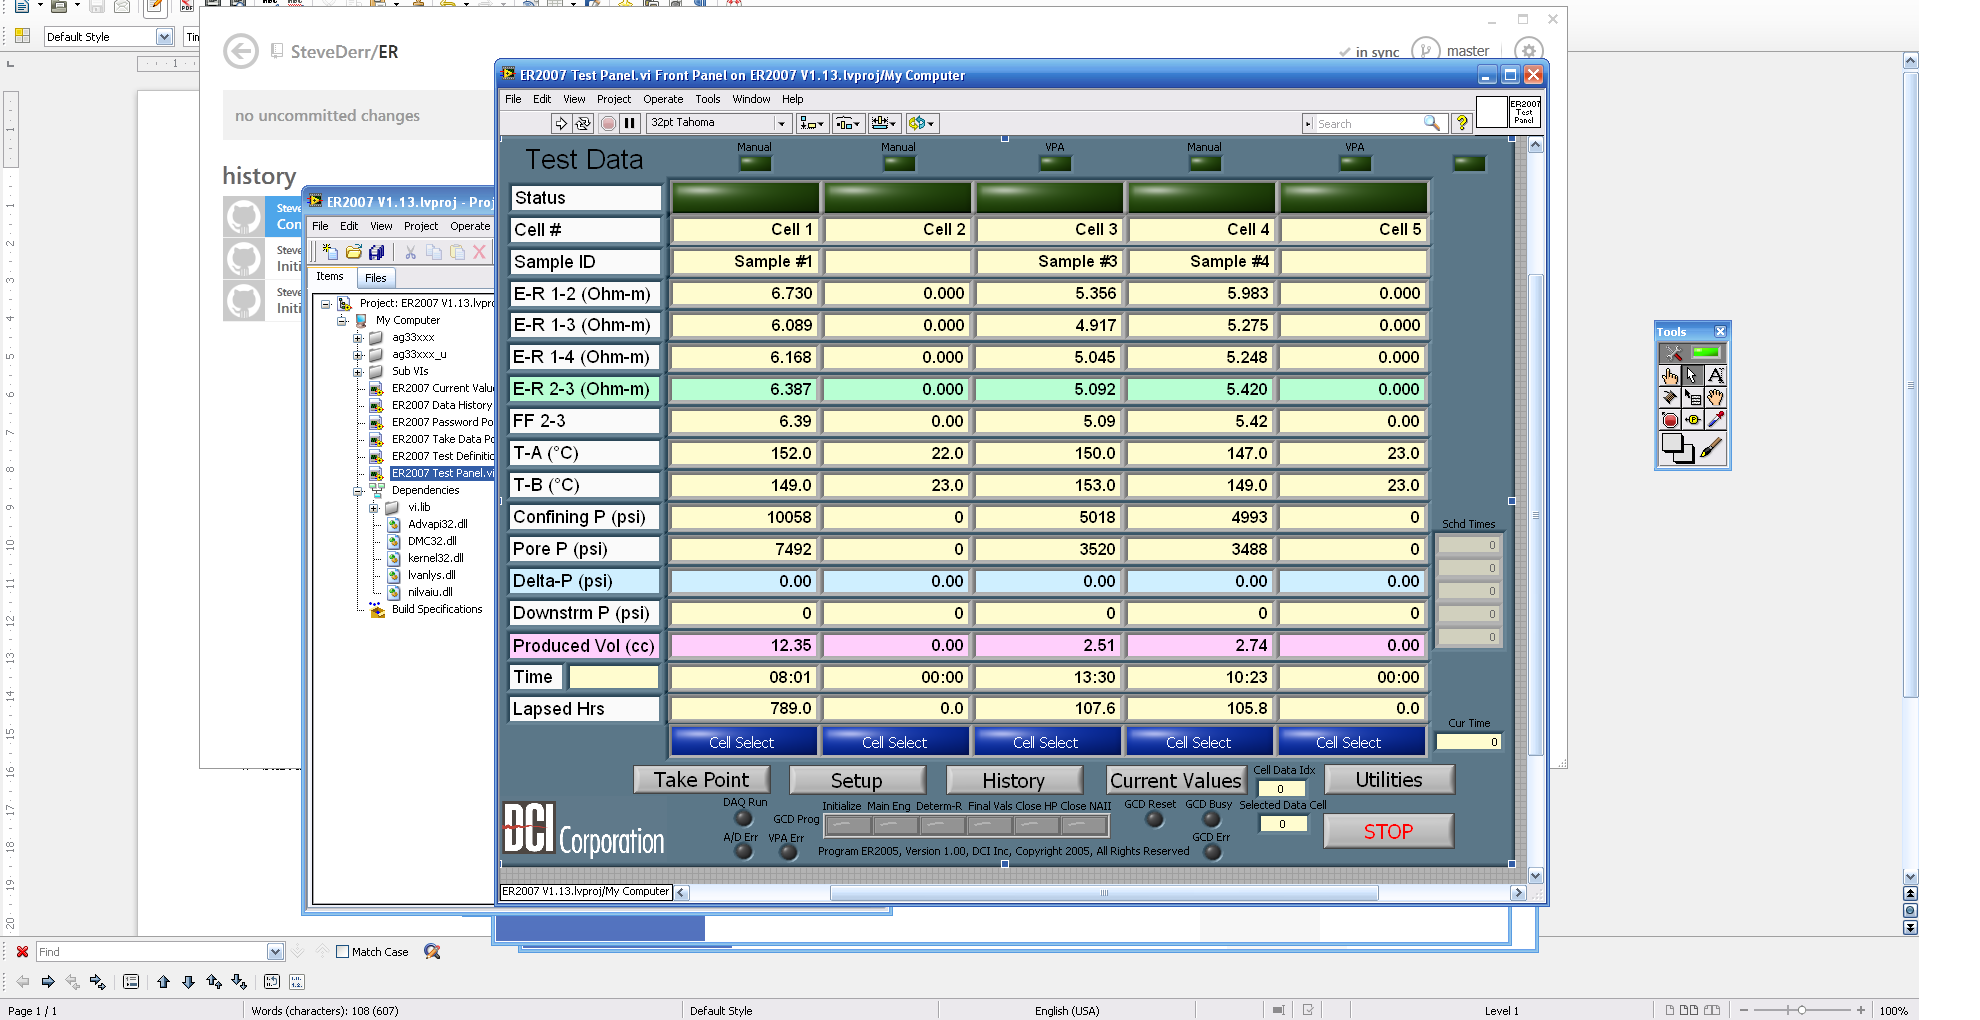 Default Style
Tin
SteveDerr/ER
in sync
master
no uncommitted changes
history
Steve
Con
Steve
Initi
Steve
Initi
ER2007 V1.13.lvproj - Proj
File Edit View Project Operate
Items Files
Project: ER2007 V1.13.lvpro
My Computer
ag33xxx
ag33xxx_u
Sub VIs
ER2007 Current Valu
ER2007 Data History
ER2007 Password Po
ER2007 Take Data Po
ER2007 Test Definitio
ER2007 Test Panel.vi
Dependencies
vi.lib
Advapi32.dll
DMC32.dll
kernel32.dll
lvanlys.dll
nilvaiu.dll
Build Specifications
ER2007 Test Panel.vi Front Panel on ER2007 V1.13.lvproj/My Computer
File Edit View Project Operate Tools Window Help
32pt Tahoma
Search
ER2007
Test
Panel
Test Data
Manual Manual VPA Manual VPA
Status
Cell # Cell 1 Cell 2 Cell 3 Cell 4 Cell 5
Sample ID Sample #1 Sample #3 Sample #4
E-R 1-2 (Ohm-m) 6.730 0.000 5.356 5.983 0.000
E-R 1-3 (Ohm-m) 6.089 0.000 4.917 5.275 0.000
E-R 1-4 (Ohm-m) 6.168 0.000 5.045 5.248 0.000
E-R 2-3 (Ohm-m) 6.387 0.000 5.092 5.420 0.000
FF 2-3 6.39 0.00 5.09 5.42 0.00
T-A (°C) 152.0 22.0 150.0 147.0 23.0
T-B (°C) 149.0 23.0 153.0 149.0 23.0
Confining P (psi) 10058 0 5018 4993 0
Pore P (psi) 7492 0 3520 3488 0
Delta-P (psi) 0.00 0.00 0.00 0.00 0.00
Downstrm P (psi) 0 0 0 0 0
Produced Vol (cc) 12.35 0.00 2.51 2.74 0.00
Time 08:01 00:00 13:30 10:23 00:00
Lapsed Hrs 789.0 0.0 107.6 105.8 0.0
Cell Select Cell Select Cell Select Cell Select Cell Select
Schd Times
0
0
0
0
0
Cur Time
0
Take Point Setup History Current Values Utilities
Cell Data Idx
0
Selected Data Cell
0
STOP
DAQ Run
A/D Err VPA Err
GCD Prog
Initialize Main Eng Determ-R Final Vals Close HP Close NAII
GCD Reset GCD Busy
GCD Err
DCI Corporation
Program ER2005, Version 1.00, DCI Inc, Copyright 2005, All Rights Reserved
ER2007 V1.13.lvproj/My Computer
Tools
Find
Match Case
Page 1 / 1
Words (characters): 108 (607)
Default Style
English (USA)
Level 1
100%